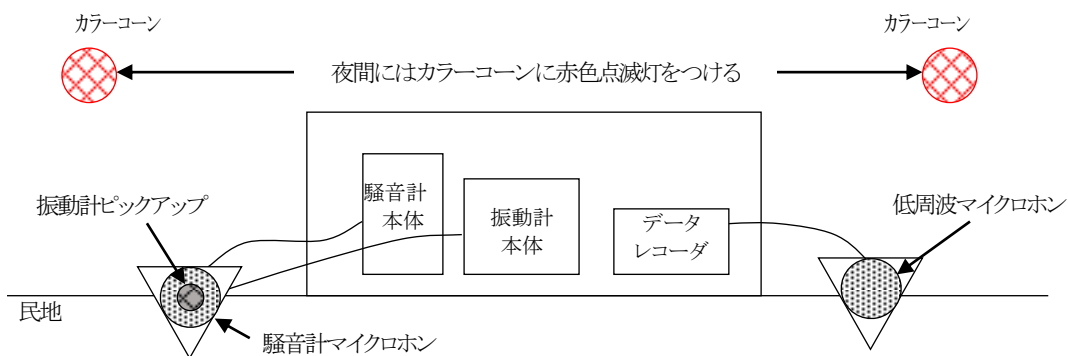 カラーコーン
カラーコーン
夜間にはカラーコーンに赤色点滅灯をつける
騒音計
本体
振動計
本体
データ
レコーダ
振動計ピックアップ
低周波マイクロホン
民地
騒音計マイクロホン